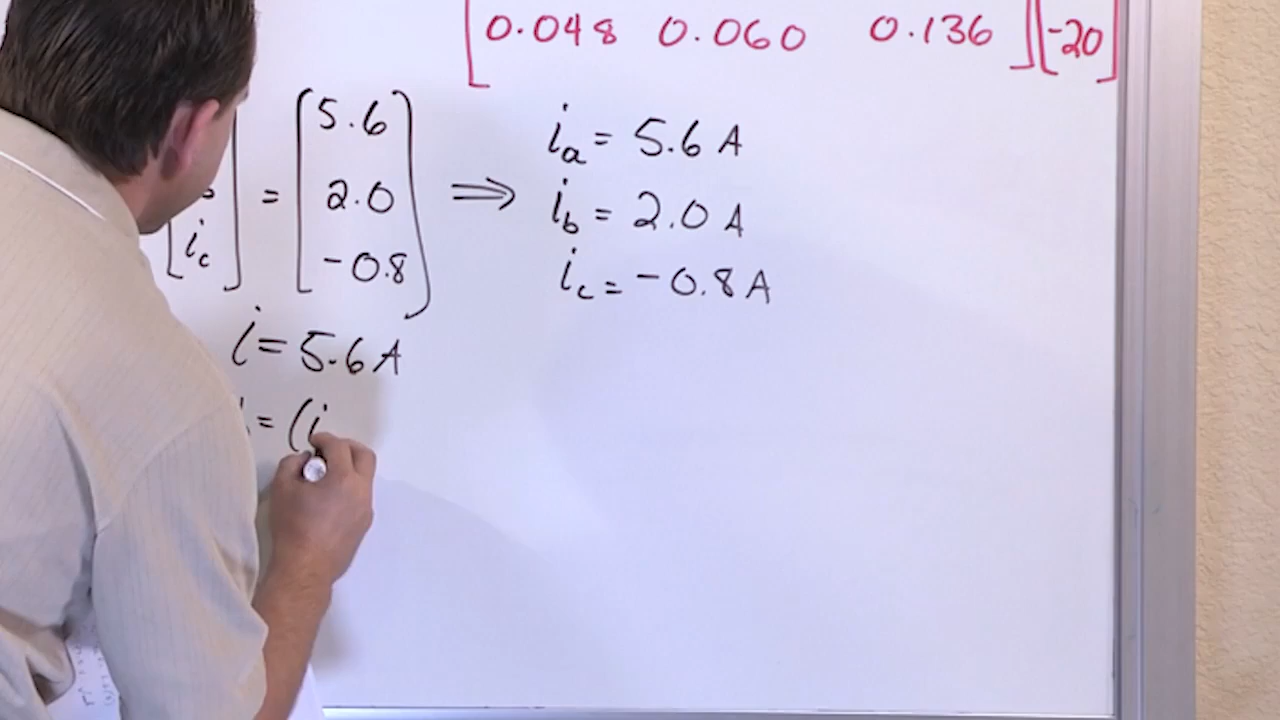 0.048 0.060 0.136 ] [ -20 ]
[ i_c ] = [ 5.6 2.0 -0.8 ] ⇒
i_a = 5.6 A
i_b = 2.0 A
i_c = -0.8 A
i = 5.6 A
= (i